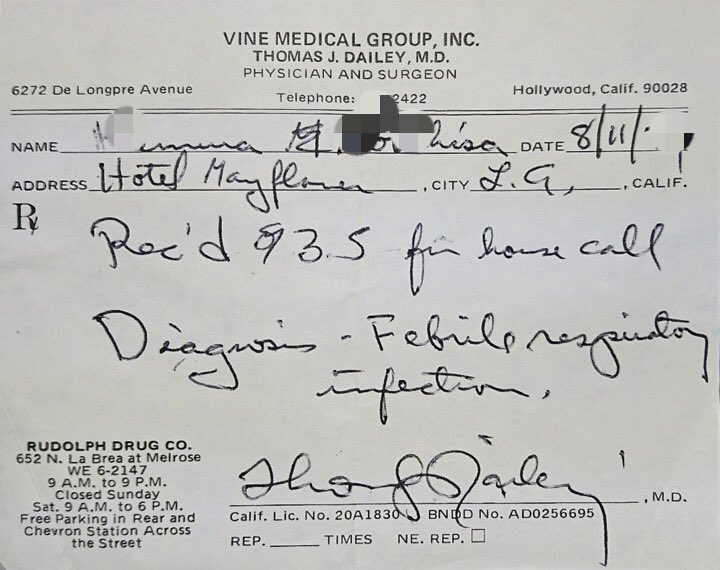 VINE MEDICAL GROUP, INC.
THOMAS J. DAILEY, M.D.
PHYSICIAN AND SURGEON
6272 De Longpre Avenue
Hollywood, Calif. 90028
Telephone: 2422
NAME DATE 8/11/
ADDRESS Hotel Mayflower, CITY L.A., CALIF.
Rx
Rec'd $35 for house call
Diagnosis - Febrile respiratory
infection.
RUDOLPH DRUG CO.
652 N. La Brea at Melrose
WE 6-2147
9 A.M. to 9 P.M.
Closed Sunday
Sat. 9 A.M. to 6 P.M.
Free Parking in Rear and
Chevron Station Across
the Street
Thomas J Dailey, M.D.
Calif. Lic. No. 20A1830 BNDD No. AD0256695
REP. TIMES NE. REP. ☐